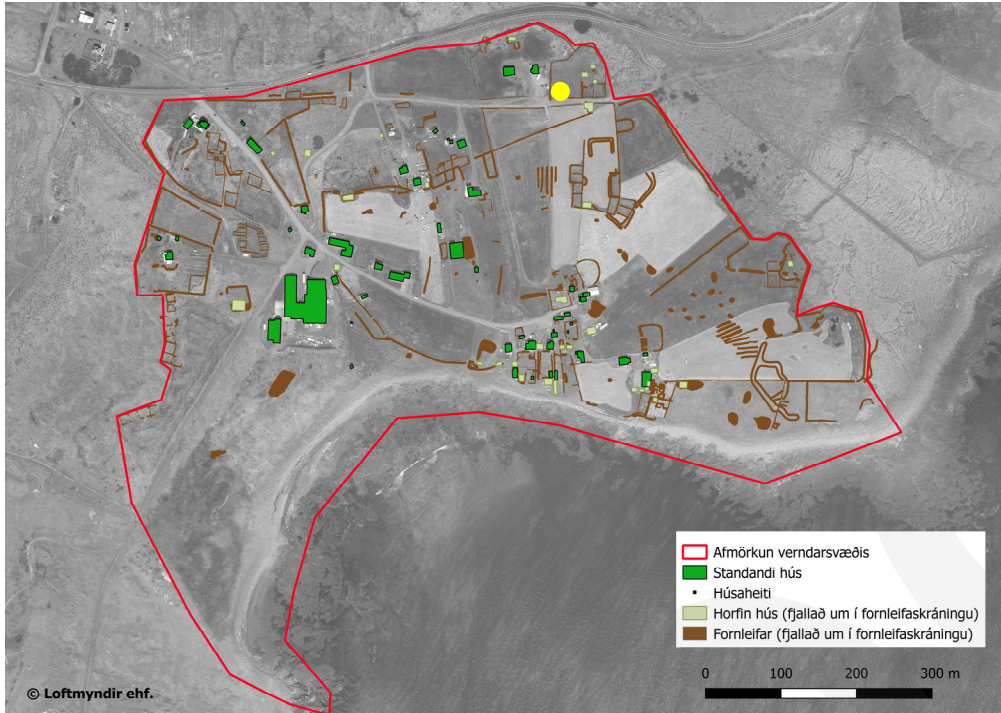 Afmörkun verndarsvæðis
Standandi hús
Húsaheiti
Horfin hús (fjallað um í fornleifaskráningu)
Fornleifar (fjallað um í fornleifaskráningu)
0 100 200 300 m
© Loftmyndir ehf.